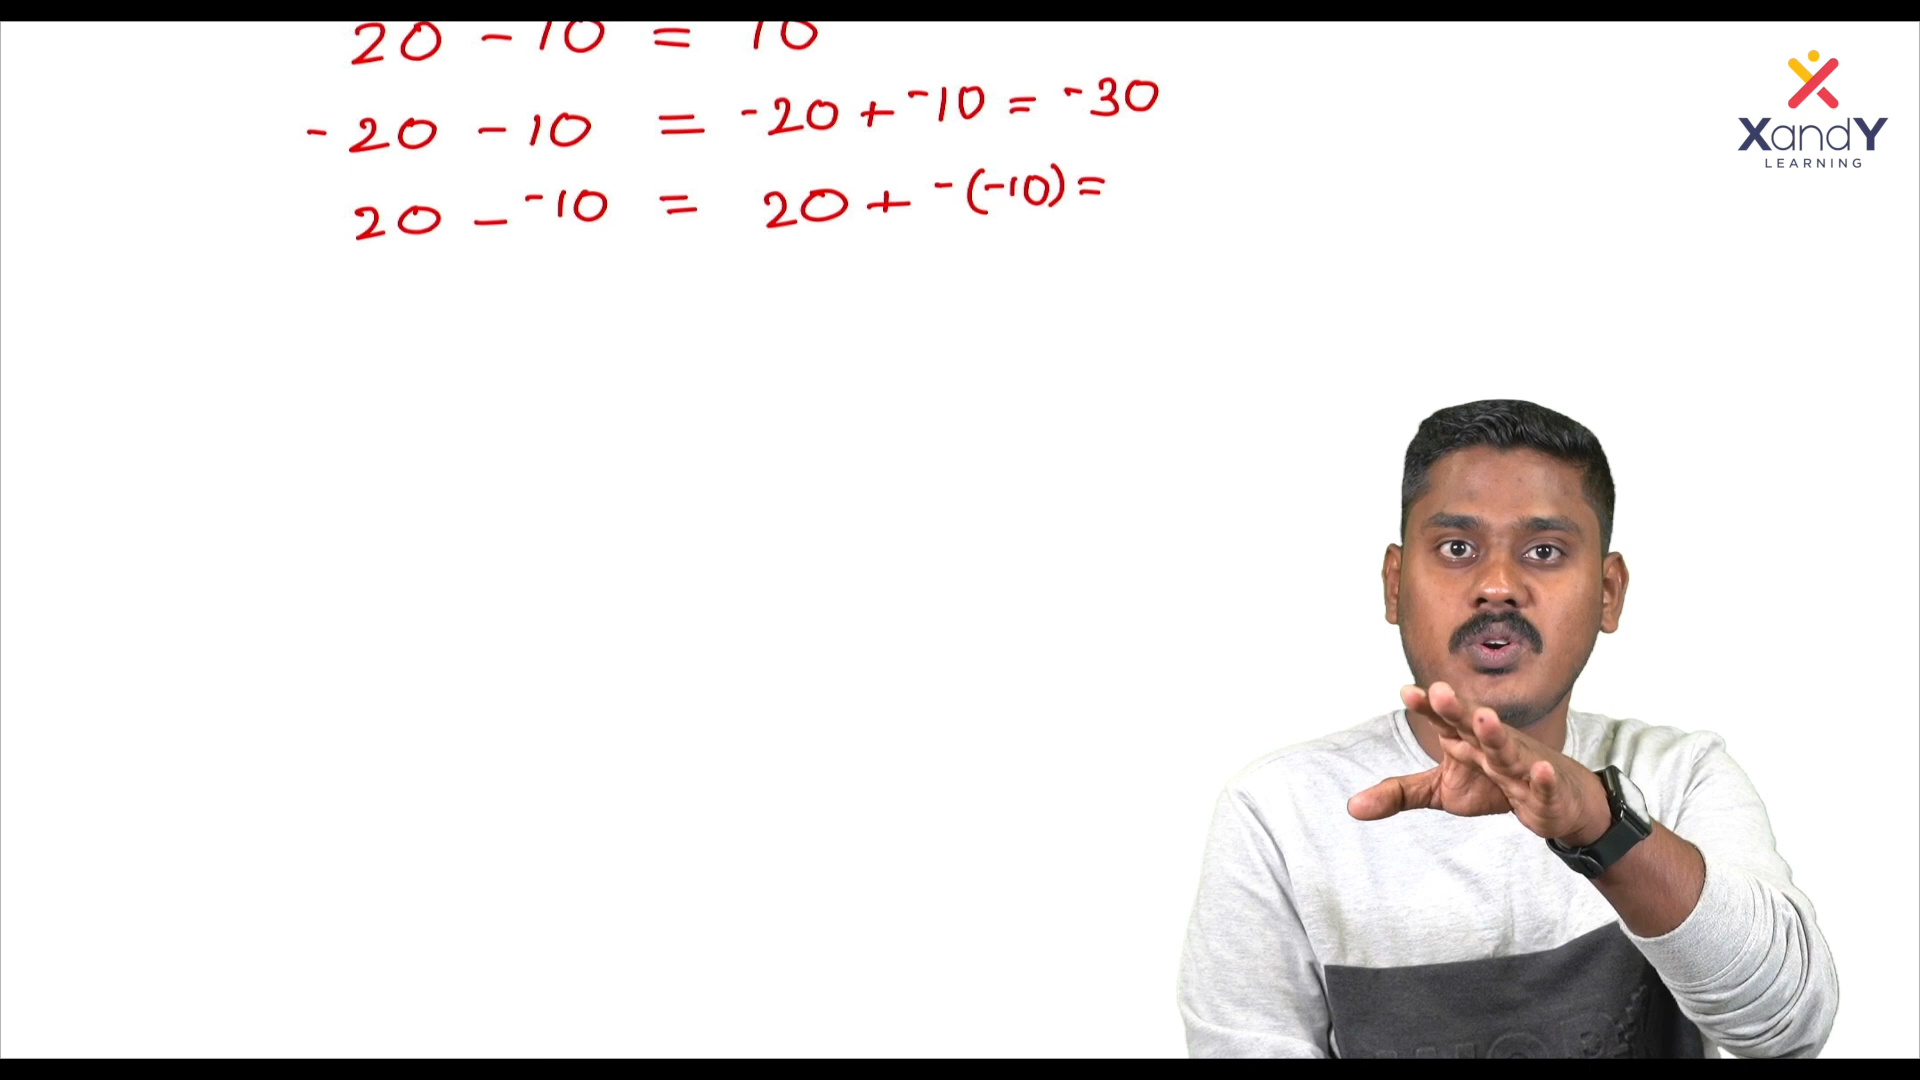 20 - 10 = 10
-20 - 10 = -20 + -10 = -30
20 - -10 = 20 + -(-10) =
XandY
LEARNING